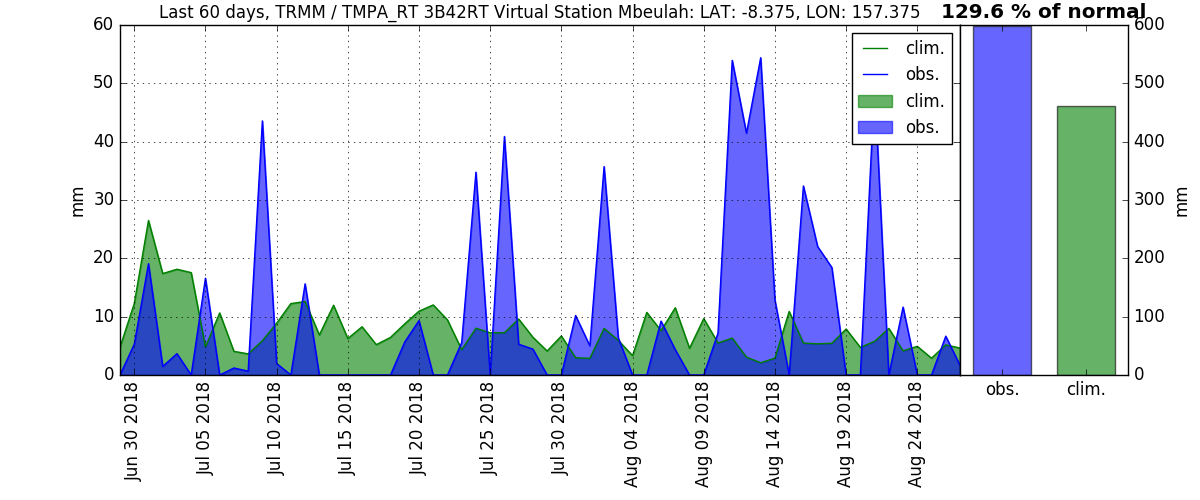 Last 60 days, TRMM / TMPA_RT 3B42RT Virtual Station Mbeulah: LAT: -8.375, LON: 157.375
129.6 % of normal
60
50
40
30
20
10
0
mm
clim.
obs.
clim.
obs.
600
500
400
300
200
100
0
mm
Jun 30 2018
Jul 05 2018
Jul 10 2018
Jul 15 2018
Jul 20 2018
Jul 25 2018
Jul 30 2018
Aug 04 2018
Aug 09 2018
Aug 14 2018
Aug 19 2018
Aug 24 2018
obs.
clim.